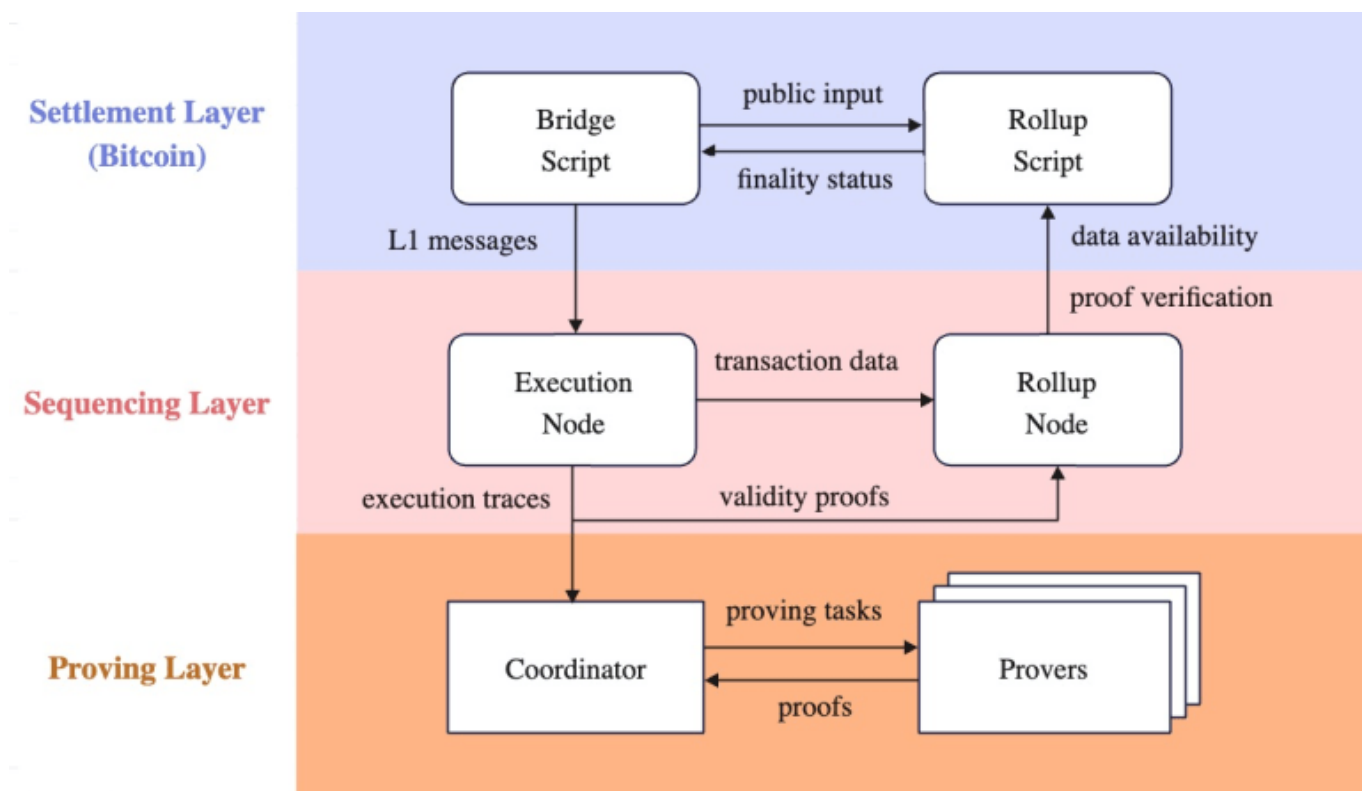 Settlement Layer
(Bitcoin)
Bridge
Script
public input
finality status
Rollup
Script
L1 messages
data availability
proof verification
Sequencing Layer
Execution
Node
transaction data
Rollup
Node
execution traces
validity proofs
Proving Layer
Coordinator
proving tasks
proofs
Provers